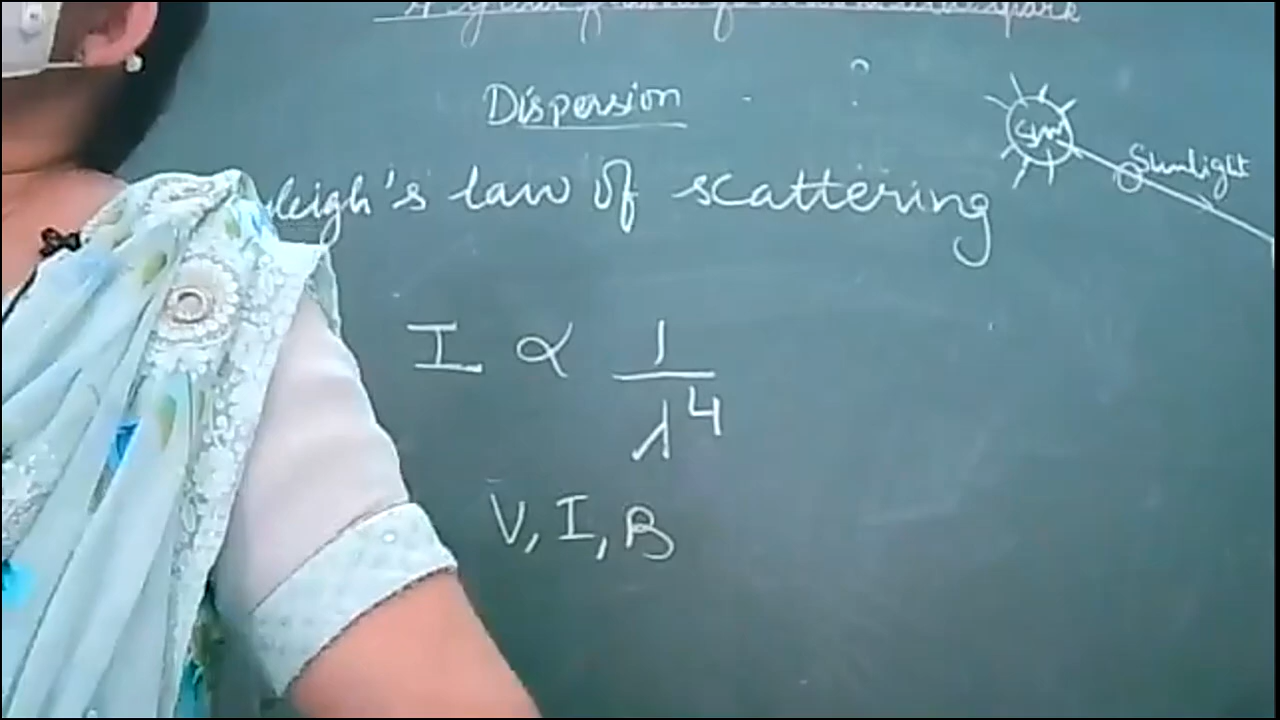 Dispersion
Sun
Sunlight
leigh's law of scattering
I ∝ 1/λ⁴
V, I, B